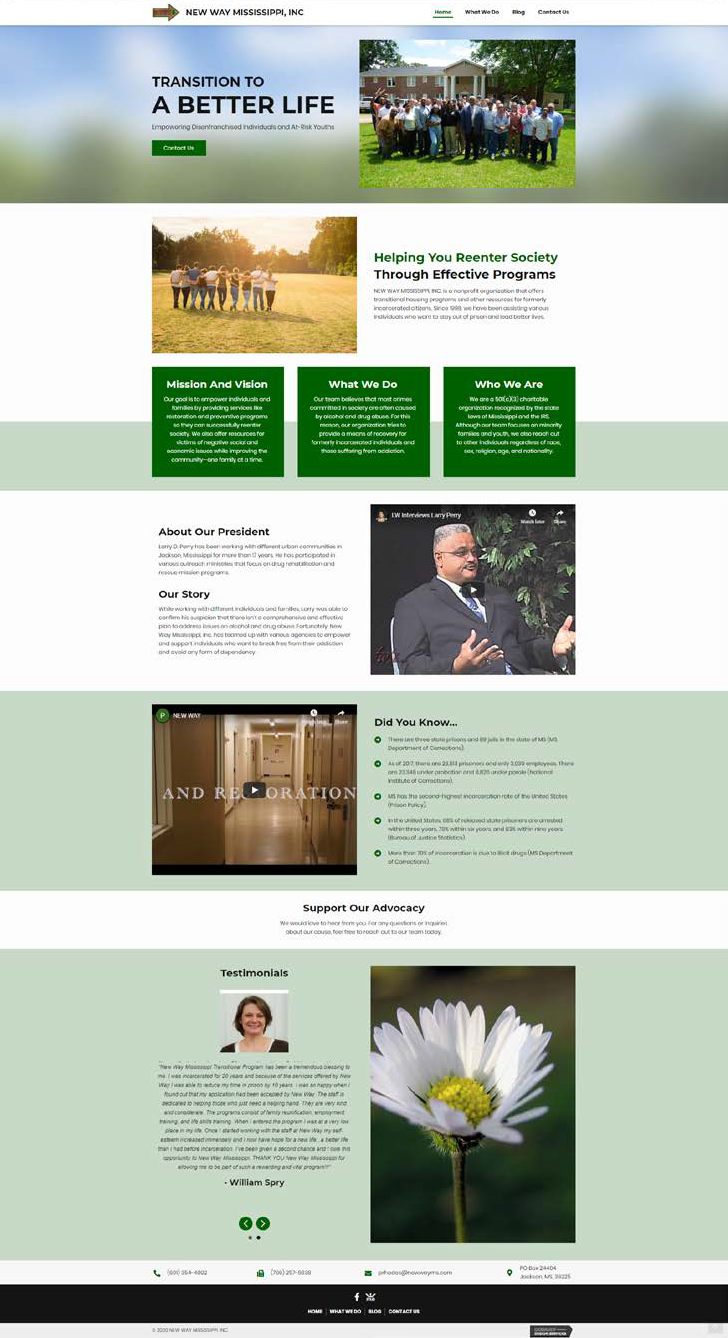 NEW WAY MISSISSIPPI, INC
Home What We Do Blog Contact Us
TRANSITION TO
A BETTER LIFE
Empowering Disenfranchised Individuals and At-Risk Youths
Contact Us
Helping You Reenter Society
Through Effective Programs
NEW WAY MISSISSIPPI, INC. is a nonprofit organization that offers
transitional housing programs and other resources for formerly
incarcerated citizens. Since 1998, we have been assisting various
individuals who want to stay out of prison and lead better lives.
Mission And Vision
Our goal is to empower individuals and
families by providing services like
restoration and preventive programs
so they can successfully reenter
society. We also offer resources for
victims of negative social and
economic issues while improving the
community—one family at a time.
What We Do
Our team believes that most crimes
committed in society are often caused
by alcohol and drug abuse. For this
reason, our organization tries to
provide a means of recovery for
formerly incarcerated individuals and
those suffering from addiction.
Who We Are
We are a 501(c)(3) charitable
organization recognized by the state
laws of Mississippi and the IRS.
Although our team focuses on minority
families and youth, we also reach out
to other individuals regardless of race,
sex, religion, age, and nationality.
About Our President
Larry D. Perry has been working with different urban communities in
Jackson, Mississippi for more than 17 years. He has participated in
various outreach ministries that focus on drug rehabilitation and
rescue mission programs.
Our Story
While working with different individuals and families, Larry was able to
confirm his suspicion that there isn't a comprehensive and effective
plan to address issues on alcohol and drug abuse. Fortunately, New
Way Mississippi, Inc. has teamed up with various agencies to empower
and support individuals who want to break free from their addiction
and avoid any form of dependency.
LW Interviews Larry Perry
Watch later Share
P NEW WAY
Share
AND RESTORATION
Did You Know...
There are three state prisons and 89 jails in the state of MS (MS
Department of Corrections).
As of 2017, there are prisoners and only employees. There
are under probation and under parole (National
Institute of Corrections).
MS has the second-highest incarceration rate of the United States
(Prison Policy).
In the United States, 68% of released state prisoners are arrested
within three years, 79% within six years, and 83% within nine years
(Bureau of Justice Statistics).
More than 70% of incarceration is due to illicit drugs (MS Department
of Corrections).
Support Our Advocacy
We would love to hear from you. For any questions or inquiries
about our cause, feel free to reach out to our team today.
Testimonials
"New Way Mississippi Transitional Program has been a tremendous blessing to
me. I was incarcerated for 20 years and because of the services offered by New
Way I was able to reduce my time in prison by 10 years. I was so happy when I
found out that my application had been accepted by New Way. The staff is
dedicated to helping those who just need a helping hand. They are very kind
and considerate. The programs consist of family reunification, employment
training, and life skills training. When I entered the program I was at a very low
place in my life. Once I started working with the staff at New Way my self-
esteem increased immensely and I now have hope for a new life...a better life
than I had before incarceration. I've been given a second chance and I owe this
opportunity to New Way Mississippi. THANK YOU New Way Mississippi for
allowing me to be part of such a rewarding and vital program!!"
- William Spry
PO Box 24404
Jackson, MS, 39225
HOME | WHAT WE DO | BLOG | CONTACT US
© 2020 NEW WAY MISSISSIPPI, INC